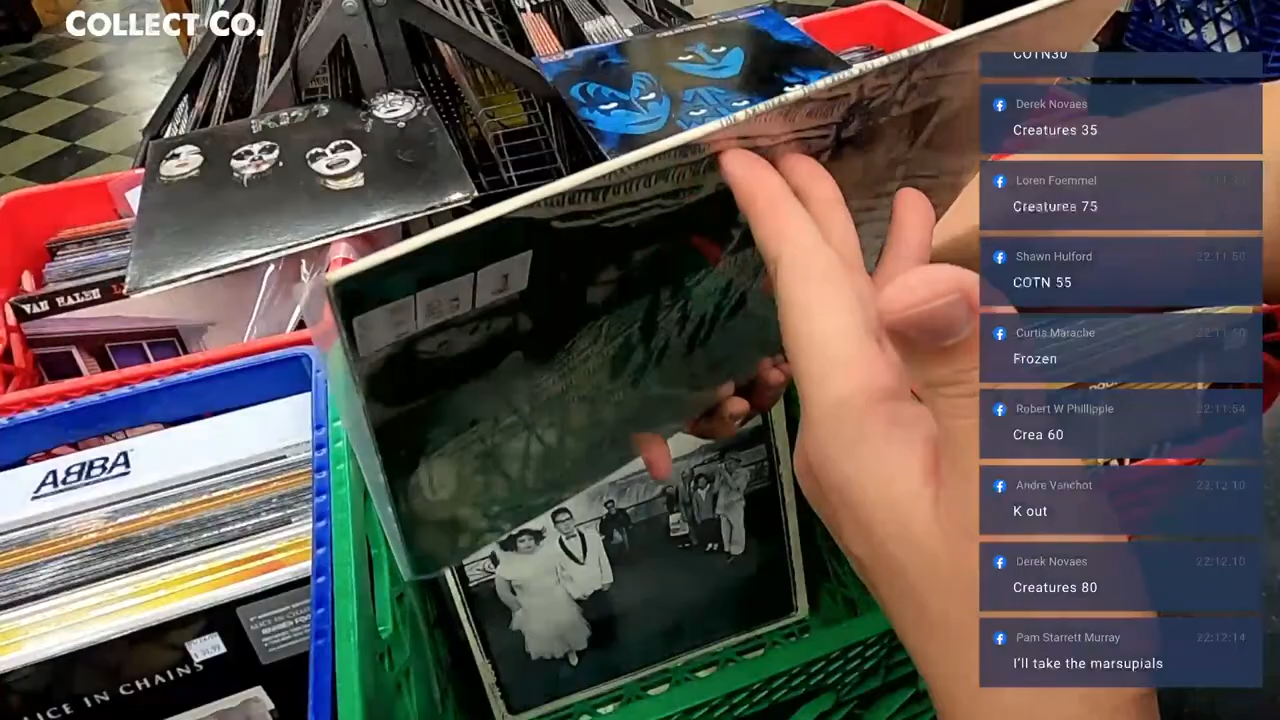 COLLECT CO.
KISS
VAN HALEN
ABBA
ALICE IN CHAINS
COTN30
Derek Novaes
Creatures 35
Loren Foemmel
Creatures 75
Shawn Hulford 22:11:50
COTN 55
Curtis Marache
Frozen
Robert W Phillipple 22:11:54
Crea 60
Andre Vanchot 22:12:10
K out
Derek Novaes 22:12:10
Creatures 80
Pam Starrett Murray 22:12:14
I'll take the marsupials